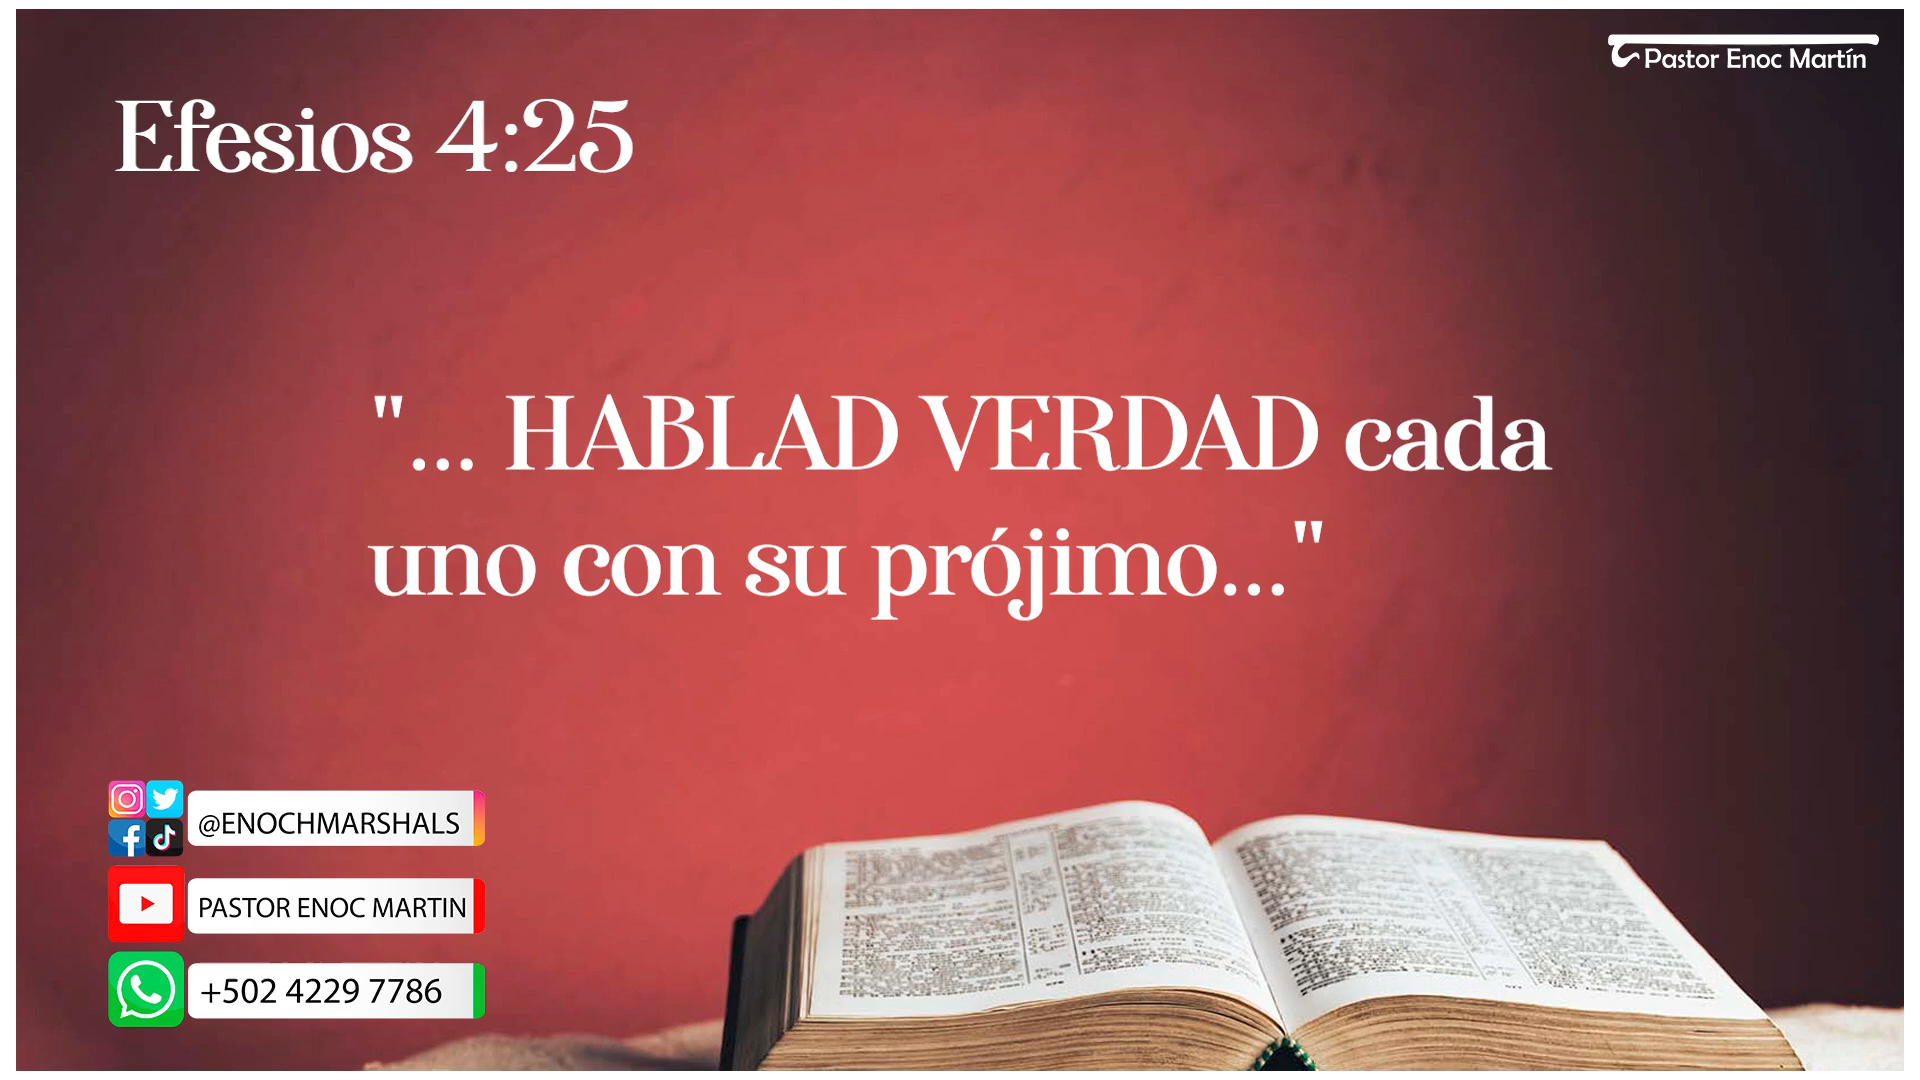 Pastor Enoc Martín
Efesios 4:25
"... HABLAD VERDAD cada
uno con su prójimo..."
@ENOCHMARSHALS
PASTOR ENOC MARTIN
+502 4229 7786